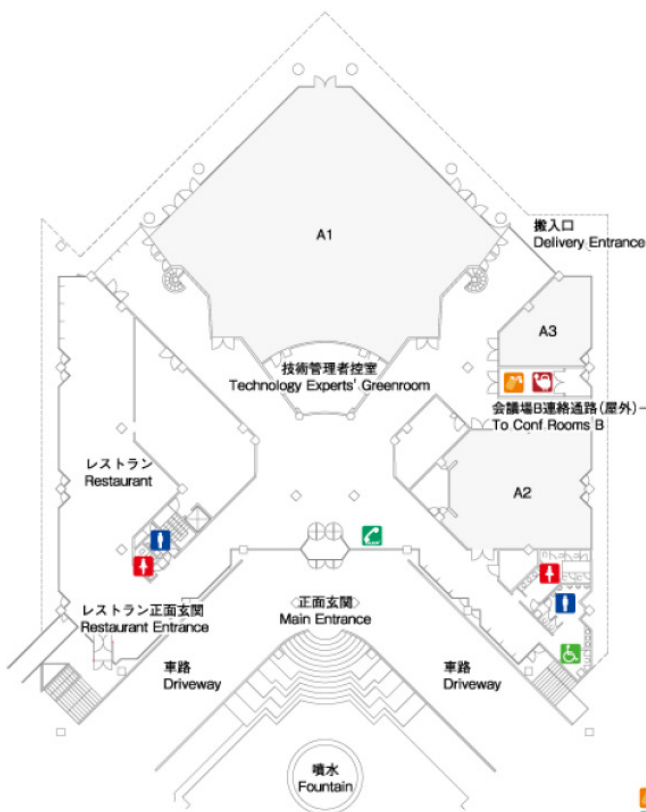 A1
搬入口
Delivery Entrance
A3
技術管理者控室
Technology Experts' Greenroom
会議場B連絡通路(屋外)
To Conf Rooms B
レストラン
Restaurant
A2
レストラン正面玄関
Restaurant Entrance
正面玄関
Main Entrance
車路
Driveway
車路
Driveway
噴水
Fountain